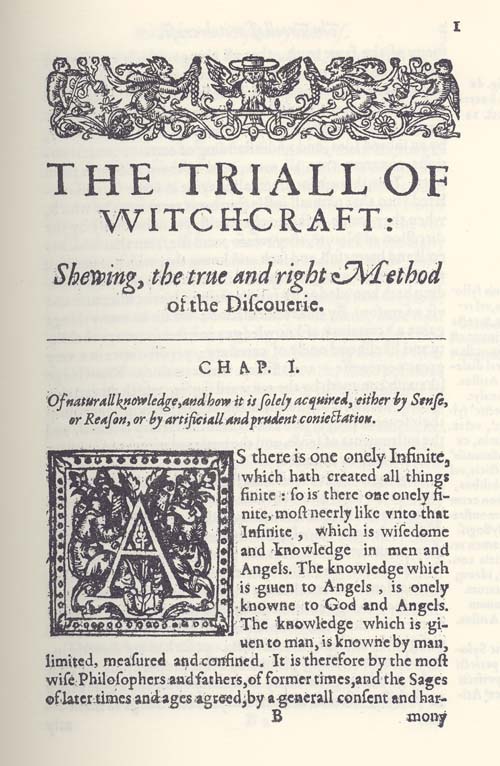 1
THE TRIALL OF
WITCH-CRAFT:
Shewing, the true and right Method
of the Diſcouerie.
CHAP. I.
Of naturall knowledge, and how it is ſolely acquired, either by Senſe,
or Reaſon, or by artificiall and prudent coniectation.
AS there is one onely Infinite,
which hath created all things
finite : ſo is there one onely fi-
nite, moſt neerly like vnto that
Infinite , which is wiſedome
and knowledge in men and
Angels. The knowledge which
is giuen to Angels , is onely
knowne to God and Angels.
The knowledge which is gi-
uen to man, is knowne by man,
limited, meaſured and confined. It is therefore by the moſt
wiſe Philoſophers and fathers, of former times, and the Sages
of later times and ages agreed, by a generall conſent and har-
B mony